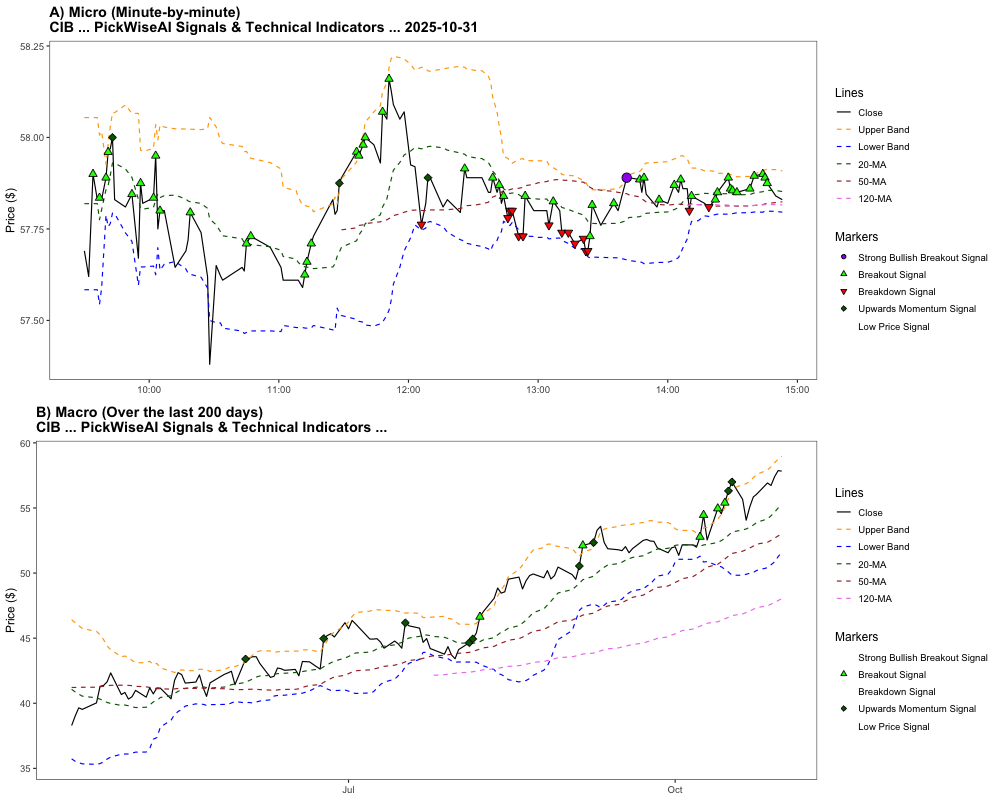 A) Micro (Minute-by-minute)
CIB ... PickWiseAI Signals & Technical Indicators ... 2025-10-31
Price ($)
58.25
58.00
57.75
57.50
10:00
11:00
12:00
13:00
14:00
15:00
Lines
Close
Upper Band
Lower Band
20-MA
50-MA
120-MA
Markers
Strong Bullish Breakout Signal
Breakout Signal
Breakdown Signal
Upwards Momentum Signal
Low Price Signal
B) Macro (Over the last 200 days)
CIB ... PickWiseAI Signals & Technical Indicators ...
Price ($)
60
55
50
45
40
35
Jul
Oct
Lines
Close
Upper Band
Lower Band
20-MA
50-MA
120-MA
Markers
Strong Bullish Breakout Signal
Breakout Signal
Breakdown Signal
Upwards Momentum Signal
Low Price Signal